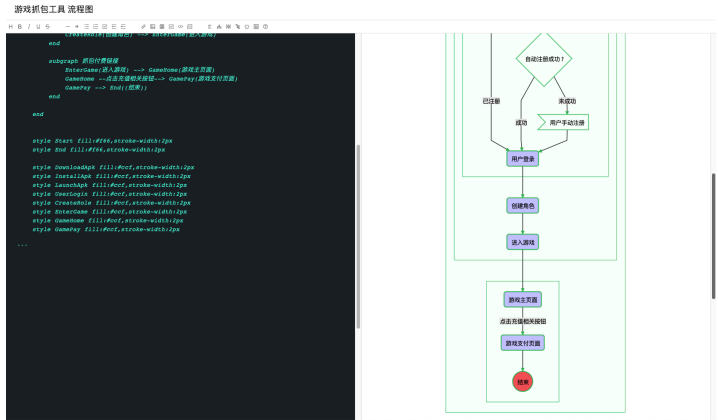 游戏抓包工具 流程图
CreateRole(创建角色) --> EnterGame(进入游戏)
end
subgraph 抓包付费链接
EnterGame(进入游戏) --> GameHome(游戏主页面)
GameHome --点击充值相关按钮--> GamePay(游戏支付页面)
GamePay --> End((结束))
end
end
style Start fill:#f66,stroke-width:2px
style End fill:#f66,stroke-width:2px
style DownloadApk fill:#ccf,stroke-width:2px
style InstallApk fill:#ccf,stroke-width:2px
style LaunchApk fill:#ccf,stroke-width:2px
style UserLogin fill:#ccf,stroke-width:2px
style CreateRole fill:#ccf,stroke-width:2px
style EnterGame fill:#ccf,stroke-width:2px
style GameHome fill:#ccf,stroke-width:2px
style GamePay fill:#ccf,stroke-width:2px
```
自动注册成功？
已注册
未成功
成功
用户手动注册
用户登录
创建角色
进入游戏
游戏主页面
点击充值相关按钮
游戏支付页面
结束